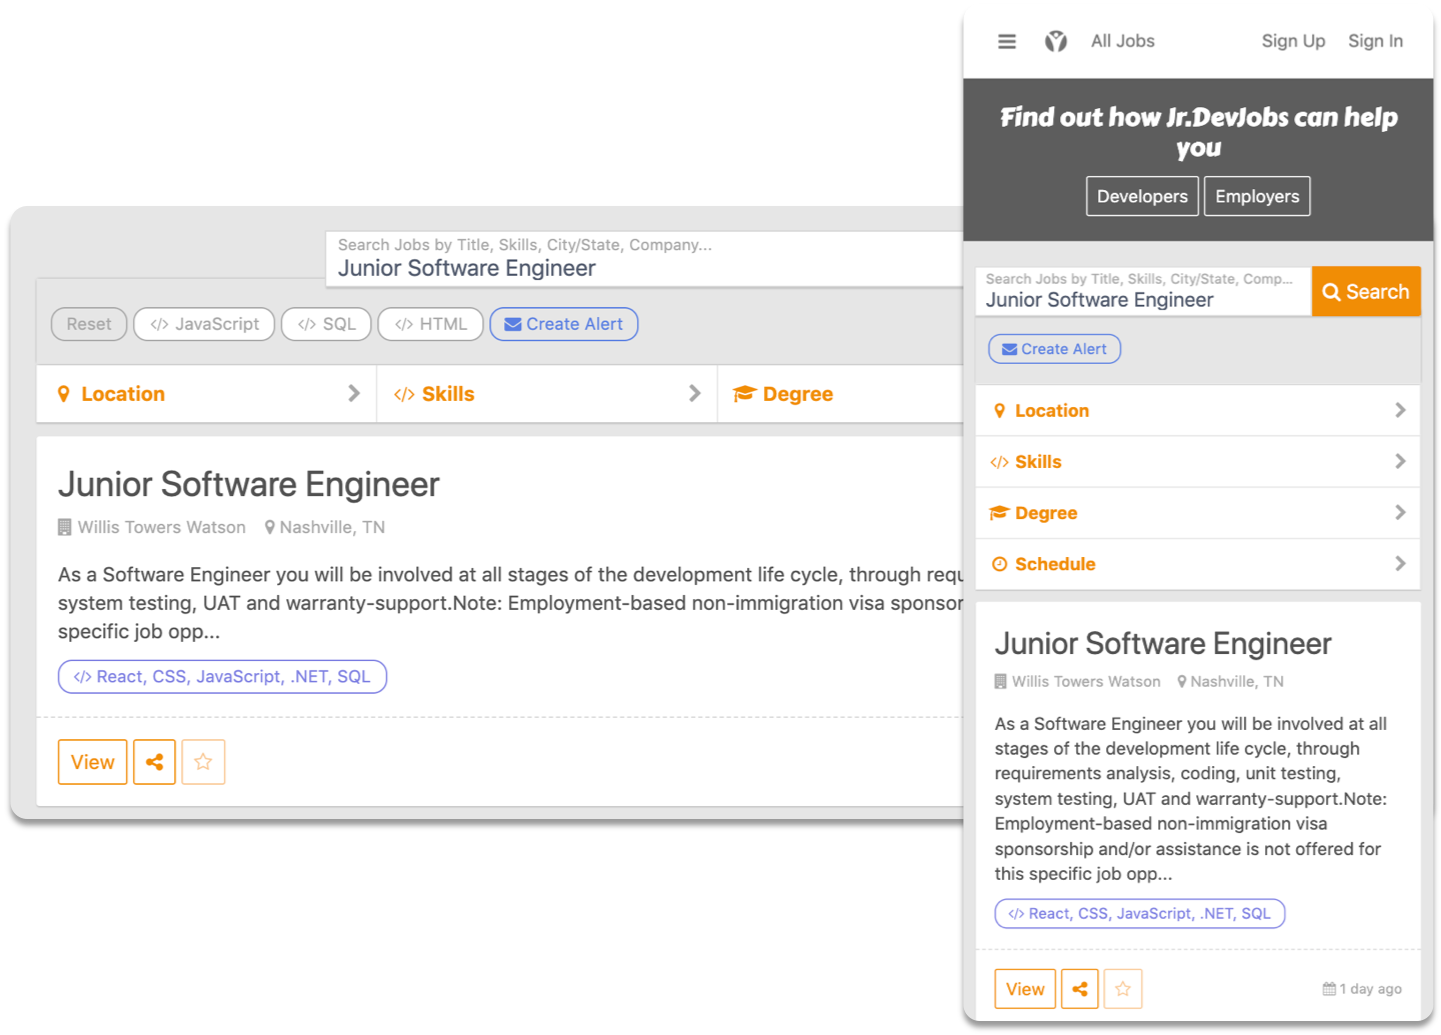 Search Jobs by Title, Skills, City/State, Company...
Junior Software Engineer
Reset
</> JavaScript
</> SQL
</> HTML
Create Alert
Location
</> Skills
Degree
Junior Software Engineer
Willis Towers Watson
Nashville, TN
As a Software Engineer you will be involved at all stages of the development life cycle, through requ
system testing, UAT and warranty-support.Note: Employment-based non-immigration visa sponsor
specific job opp...
</> React, CSS, JavaScript, .NET, SQL
View
All Jobs
Sign Up
Sign In
Find out how Jr.DevJobs can help
you
Developers
Employers
Search Jobs by Title, Skills, City/State, Comp...
Junior Software Engineer
Search
Create Alert
Location
</> Skills
Degree
Schedule
Junior Software Engineer
Willis Towers Watson
Nashville, TN
As a Software Engineer you will be involved at all
stages of the development life cycle, through
requirements analysis, coding, unit testing,
system testing, UAT and warranty-support.Note:
Employment-based non-immigration visa
sponsorship and/or assistance is not offered for
this specific job opp...
</> React, CSS, JavaScript, .NET, SQL
View
1 day ago